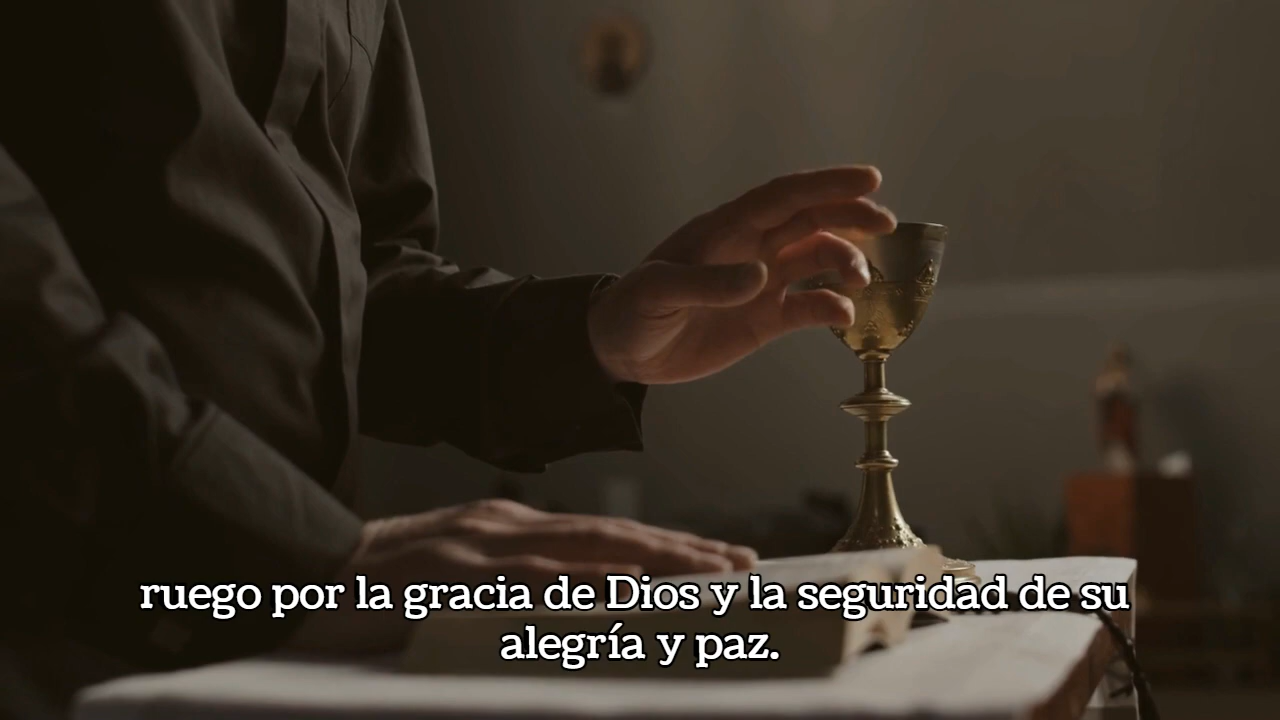 ruego por la gracia de Dios y la seguridad de su
alegría y paz.